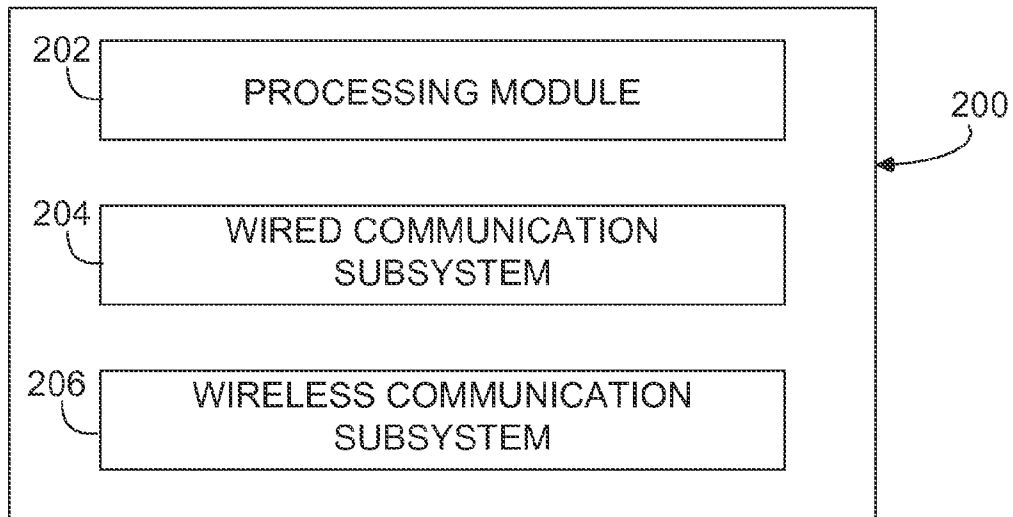 202
PROCESSING MODULE
200
204
WIRED COMMUNICATION
SUBSYSTEM
206
WIRELESS COMMUNICATION
SUBSYSTEM